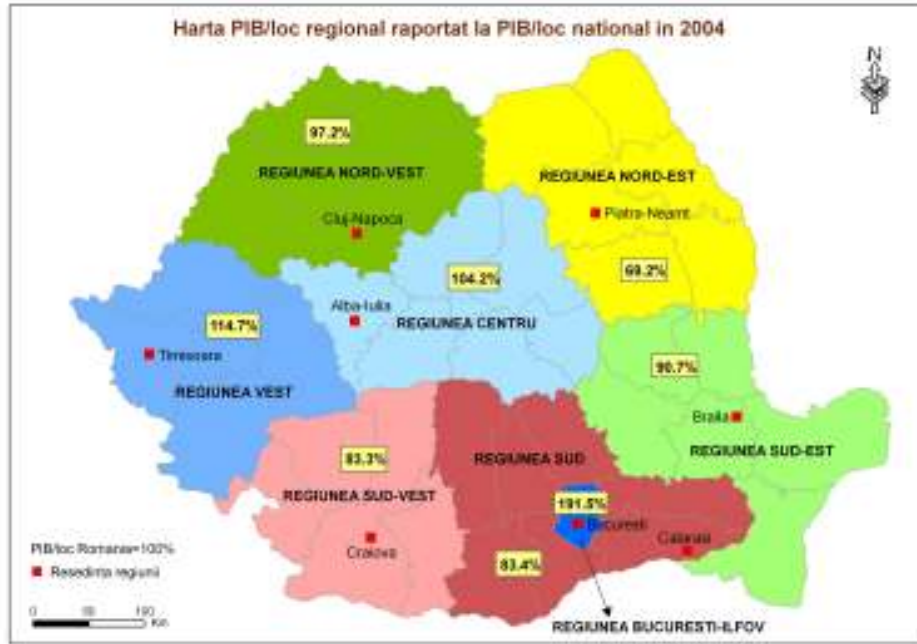 Harta PIB/loc regional raportat la PIB/loc national in 2004
N
97.2%
REGIUNEA NORD-VEST
REGIUNEA NORD-EST
Cluj-Napoca
Piatra-Neamt
69.2%
104.2%
Alba-Iulia
REGIUNEA CENTRU
114.7%
Timisoara
REGIUNEA VEST
90.7%
Braila
REGIUNEA SUD-EST
83.3%
REGIUNEA SUD
REGIUNEA SUD-VEST
191.5%
Bucuresti
Craiova
Calarasi
83.4%
PIB/loc Romania=100%
Resedinta regiunii
0
Km
REGIUNEA BUCURESTI-ILFOV